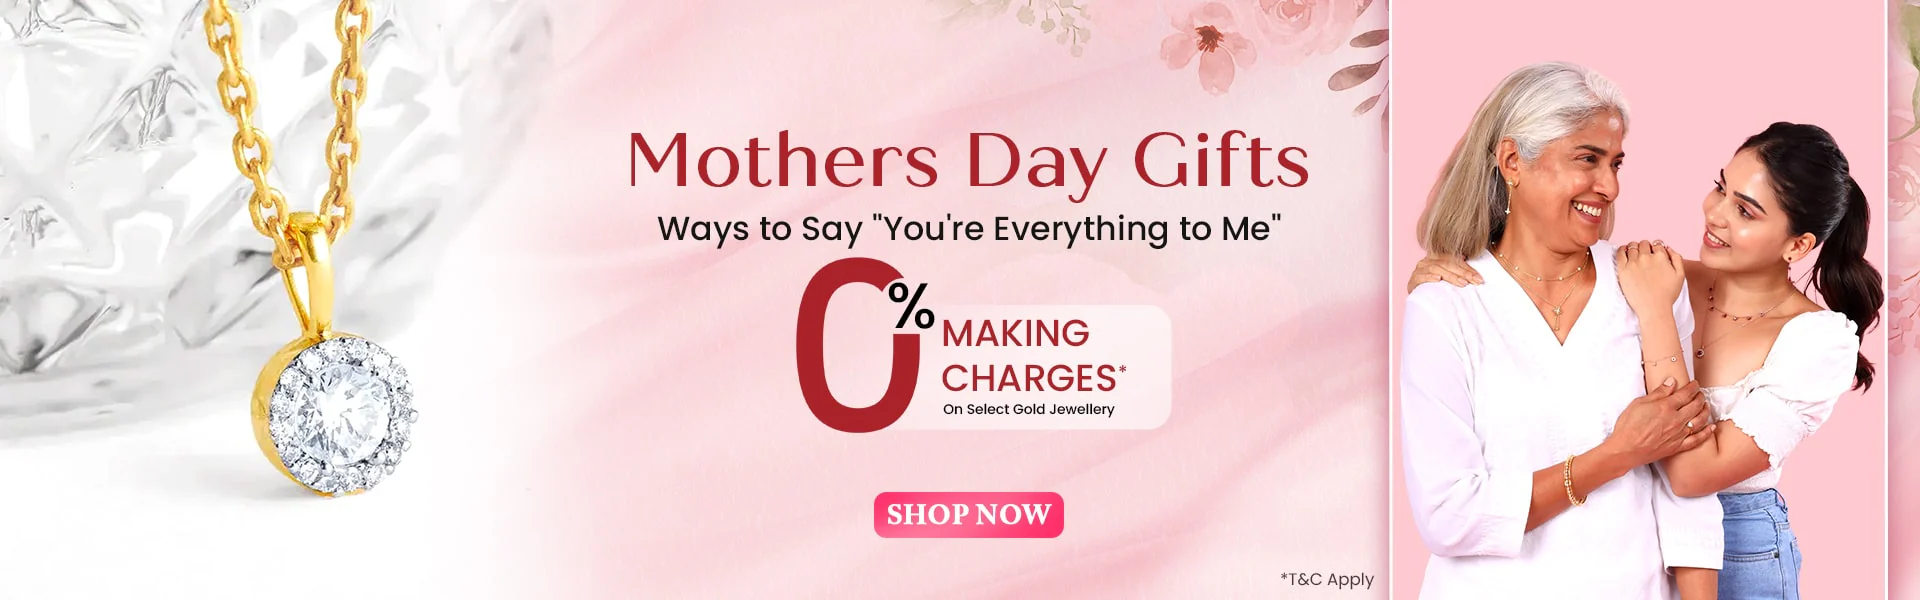 Mothers Day Gifts
Ways to Say "You're Everything to Me"
0%
MAKING
CHARGES*
On Select Gold Jewellery
SHOP NOW
*T&C Apply